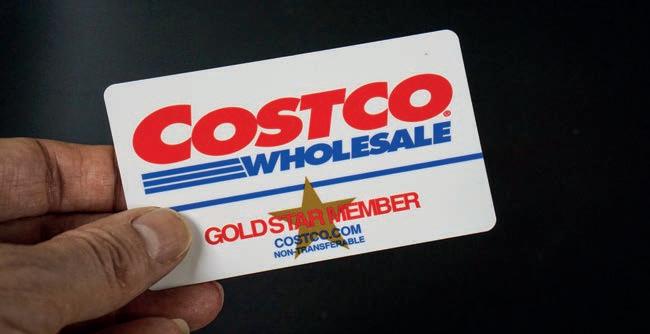 COSTCO®
WHOLESALE
GOLD STAR MEMBER
COSTCO.COM
NON-TRANSFERABLE